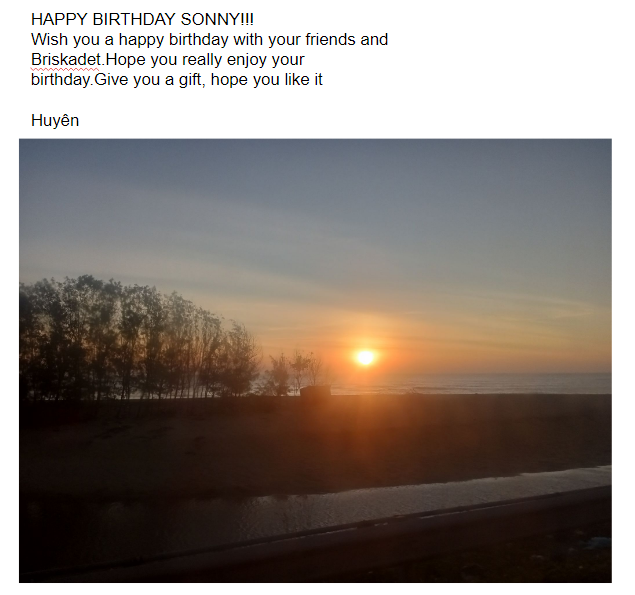 HAPPY BIRTHDAY SONNY!!!
Wish you a happy birthday with your friends and
Briskadet.Hope you really enjoy your
birthday.Give you a gift, hope you like it
Huyên